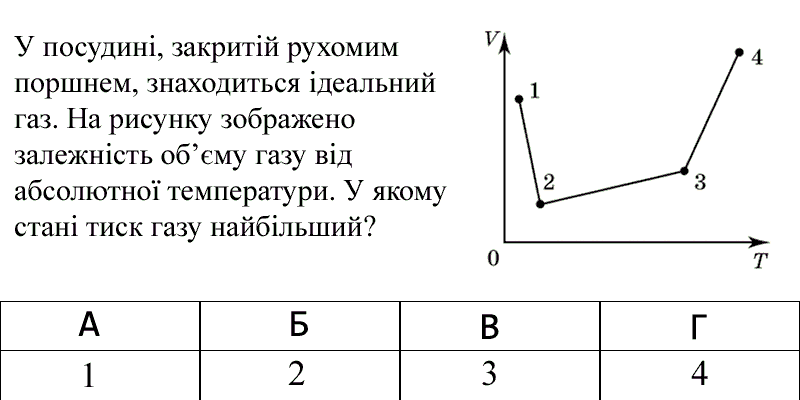 У посудині, закритій рухомим
поршнем, знаходиться ідеальний
газ. На рисунку зображено
залежність об’єму газу від
абсолютної температури. У якому
стані тиск газу найбільший?
V
4
1
2
3
0
T
А Б В Г
1 2 3 4